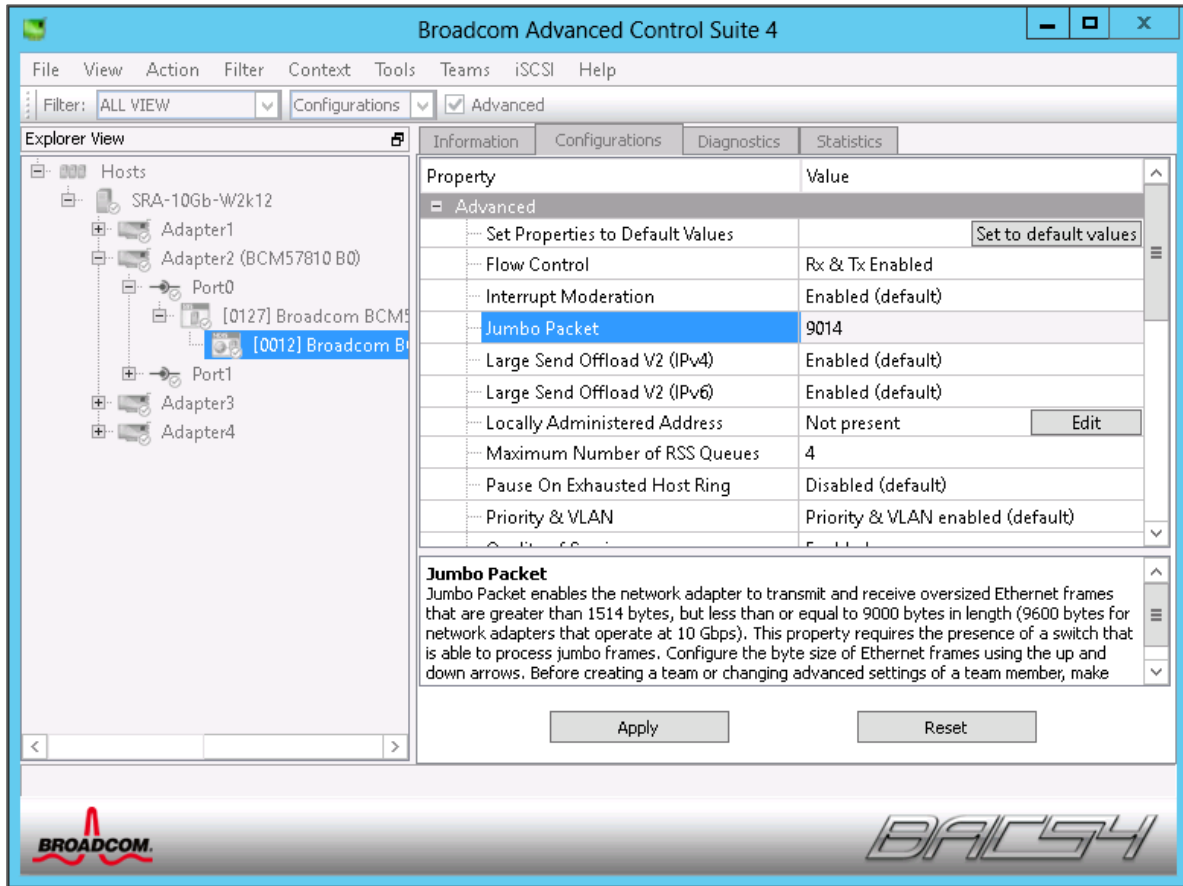 Broadcom Advanced Control Suite 4
File View Action Filter Context Tools Teams iSCSI Help
Filter: ALL VIEW Configurations Advanced
Explorer View
Hosts
SRA-10Gb-W2k12
Adapter1
Adapter2 (BCM57810 B0)
Port0
[0127] Broadcom BCM5
[0012] Broadcom B
Port1
Adapter3
Adapter4
Information Configurations Diagnostics Statistics
Property Value
Advanced
Set Properties to Default Values Set to default values
Flow Control Rx & Tx Enabled
Interrupt Moderation Enabled (default)
Jumbo Packet 9014
Large Send Offload V2 (IPv4) Enabled (default)
Large Send Offload V2 (IPv6) Enabled (default)
Locally Administered Address Not present Edit
Maximum Number of RSS Queues 4
Pause On Exhausted Host Ring Disabled (default)
Priority & VLAN Priority & VLAN enabled (default)
Jumbo Packet
Jumbo Packet enables the network adapter to transmit and receive oversized Ethernet frames
that are greater than 1514 bytes, but less than or equal to 9000 bytes in length (9600 bytes for
network adapters that operate at 10 Gbps). This property requires the presence of a switch that
is able to process jumbo frames. Configure the byte size of Ethernet frames using the up and
down arrows. Before creating a team or changing advanced settings of a team member, make
Apply Reset
BROADCOM. BACS4